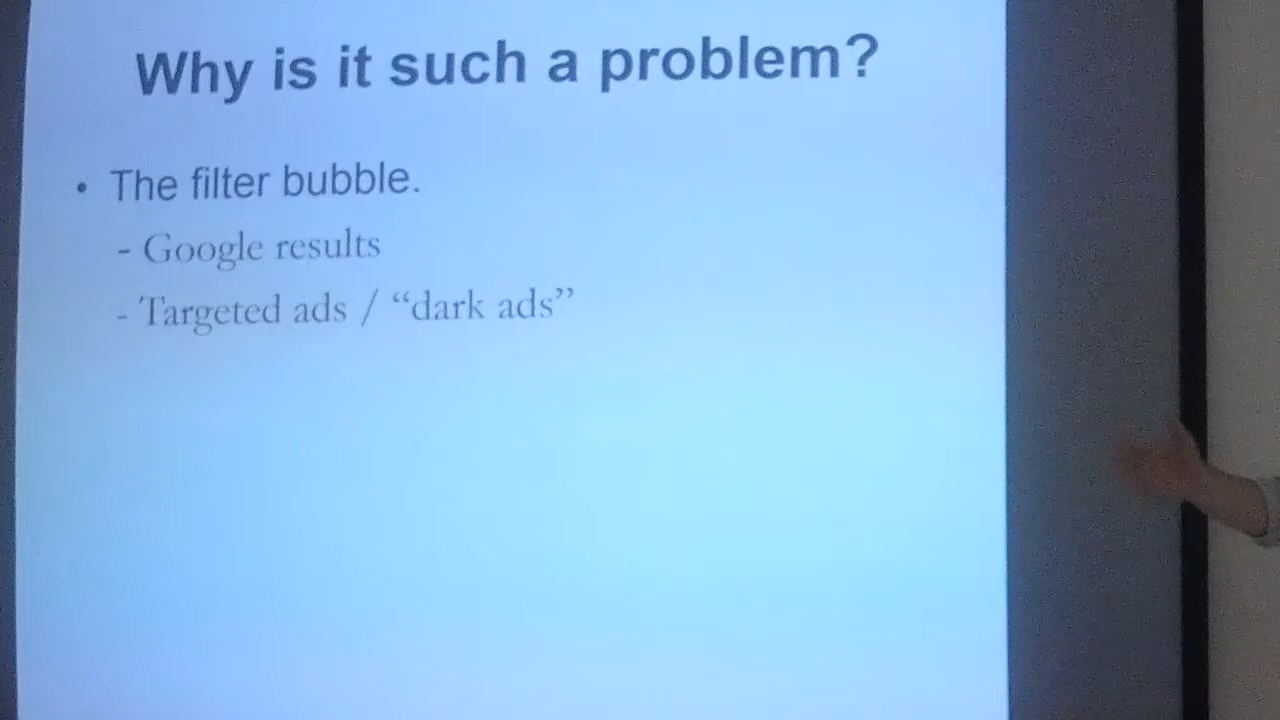 Why is it such a problem?
• The filter bubble.
- Google results
- Targeted ads / “dark ads”